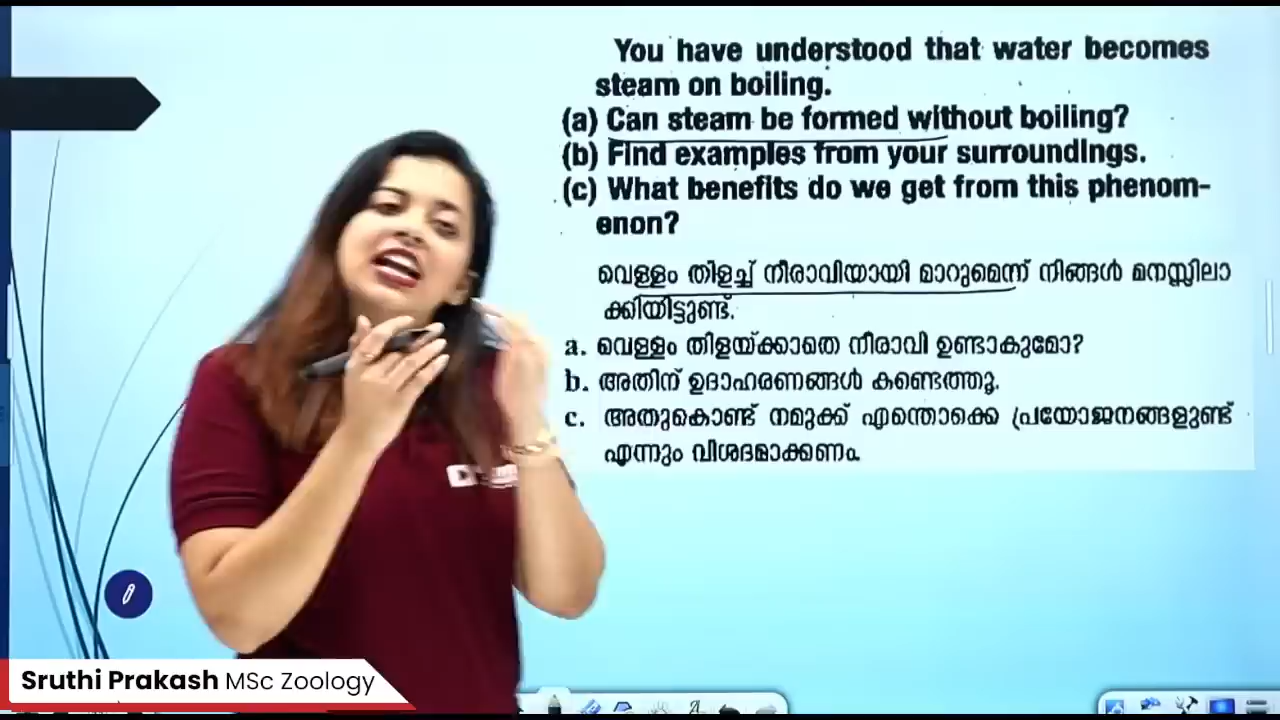 You have understood that water becomes
steam on boiling.
(a) Can steam be formed without boiling?
(b) Find examples from your surroundings.
(c) What benefits do we get from this phenom-
enon?
വെള്ളം തിളച്ച് നീരാവിയായി മാറുമെന്ന് നിങ്ങൾ മനസ്സിലാ
ക്കിയിട്ടുണ്ട്.
a. വെള്ളം തിളയ്ക്കാതെ നീരാവി ഉണ്ടാകുമോ?
b. അതിന് ഉദാഹരണങ്ങൾ കണ്ടെത്തൂ.
c. അതുകൊണ്ട് നമുക്ക് എന്തൊക്കെ പ്രയോജനങ്ങളുണ്ട്
എന്നും വിശദമാക്കണം.
Sruthi Prakash MSc Zoology